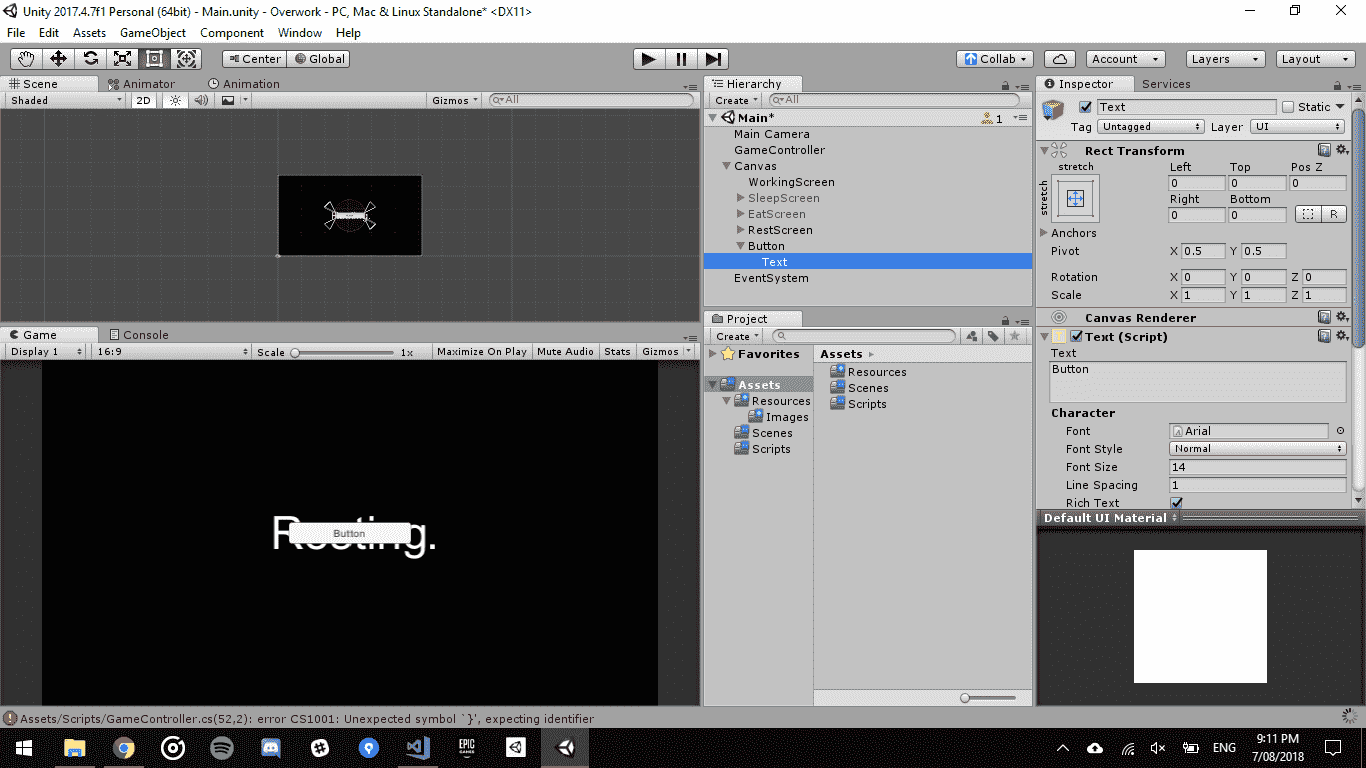 Unity 2017.4.7f1 Personal (64bit) - Main.unity - Overwork - PC, Mac & Linux Standalone* <DX11>
File Edit Assets GameObject Component Window Help
Center Global Collab Account Layers Layout
Scene Animator Animation
Shaded 2D Gizmos All
Hierarchy
Create All
Main* 1
Main Camera
GameController
Canvas
WorkingScreen
SleepScreen
EatScreen
RestScreen
Button
Text
EventSystem
Inspector Services
Text Static
Tag Untagged Layer UI
Rect Transform
stretch Left Top Pos Z
stretch 0 0 0
Right Bottom
0 0 R
Anchors
Pivot X 0.5 Y 0.5
Rotation X 0 Y 0 Z 0
Scale X 1 Y 1 Z 1
Canvas Renderer
Text (Script)
Text
Button
Character
Font Arial
Font Style Normal
Font Size 14
Line Spacing 1
Rich Text
Default UI Material
Game Console
Display 1 16:9 Scale 1x Maximize On Play Mute Audio Stats Gizmos
Resting.
Button
Project
Create
Favorites
Assets
Resources
Images
Scenes
Scripts
Assets
Resources
Scenes
Scripts
Assets/Scripts/GameController.cs(52,2): error CS1001: Unexpected symbol `}', expecting identifier
EPIC GAMES
ENG
9:11 PM
7/08/2018